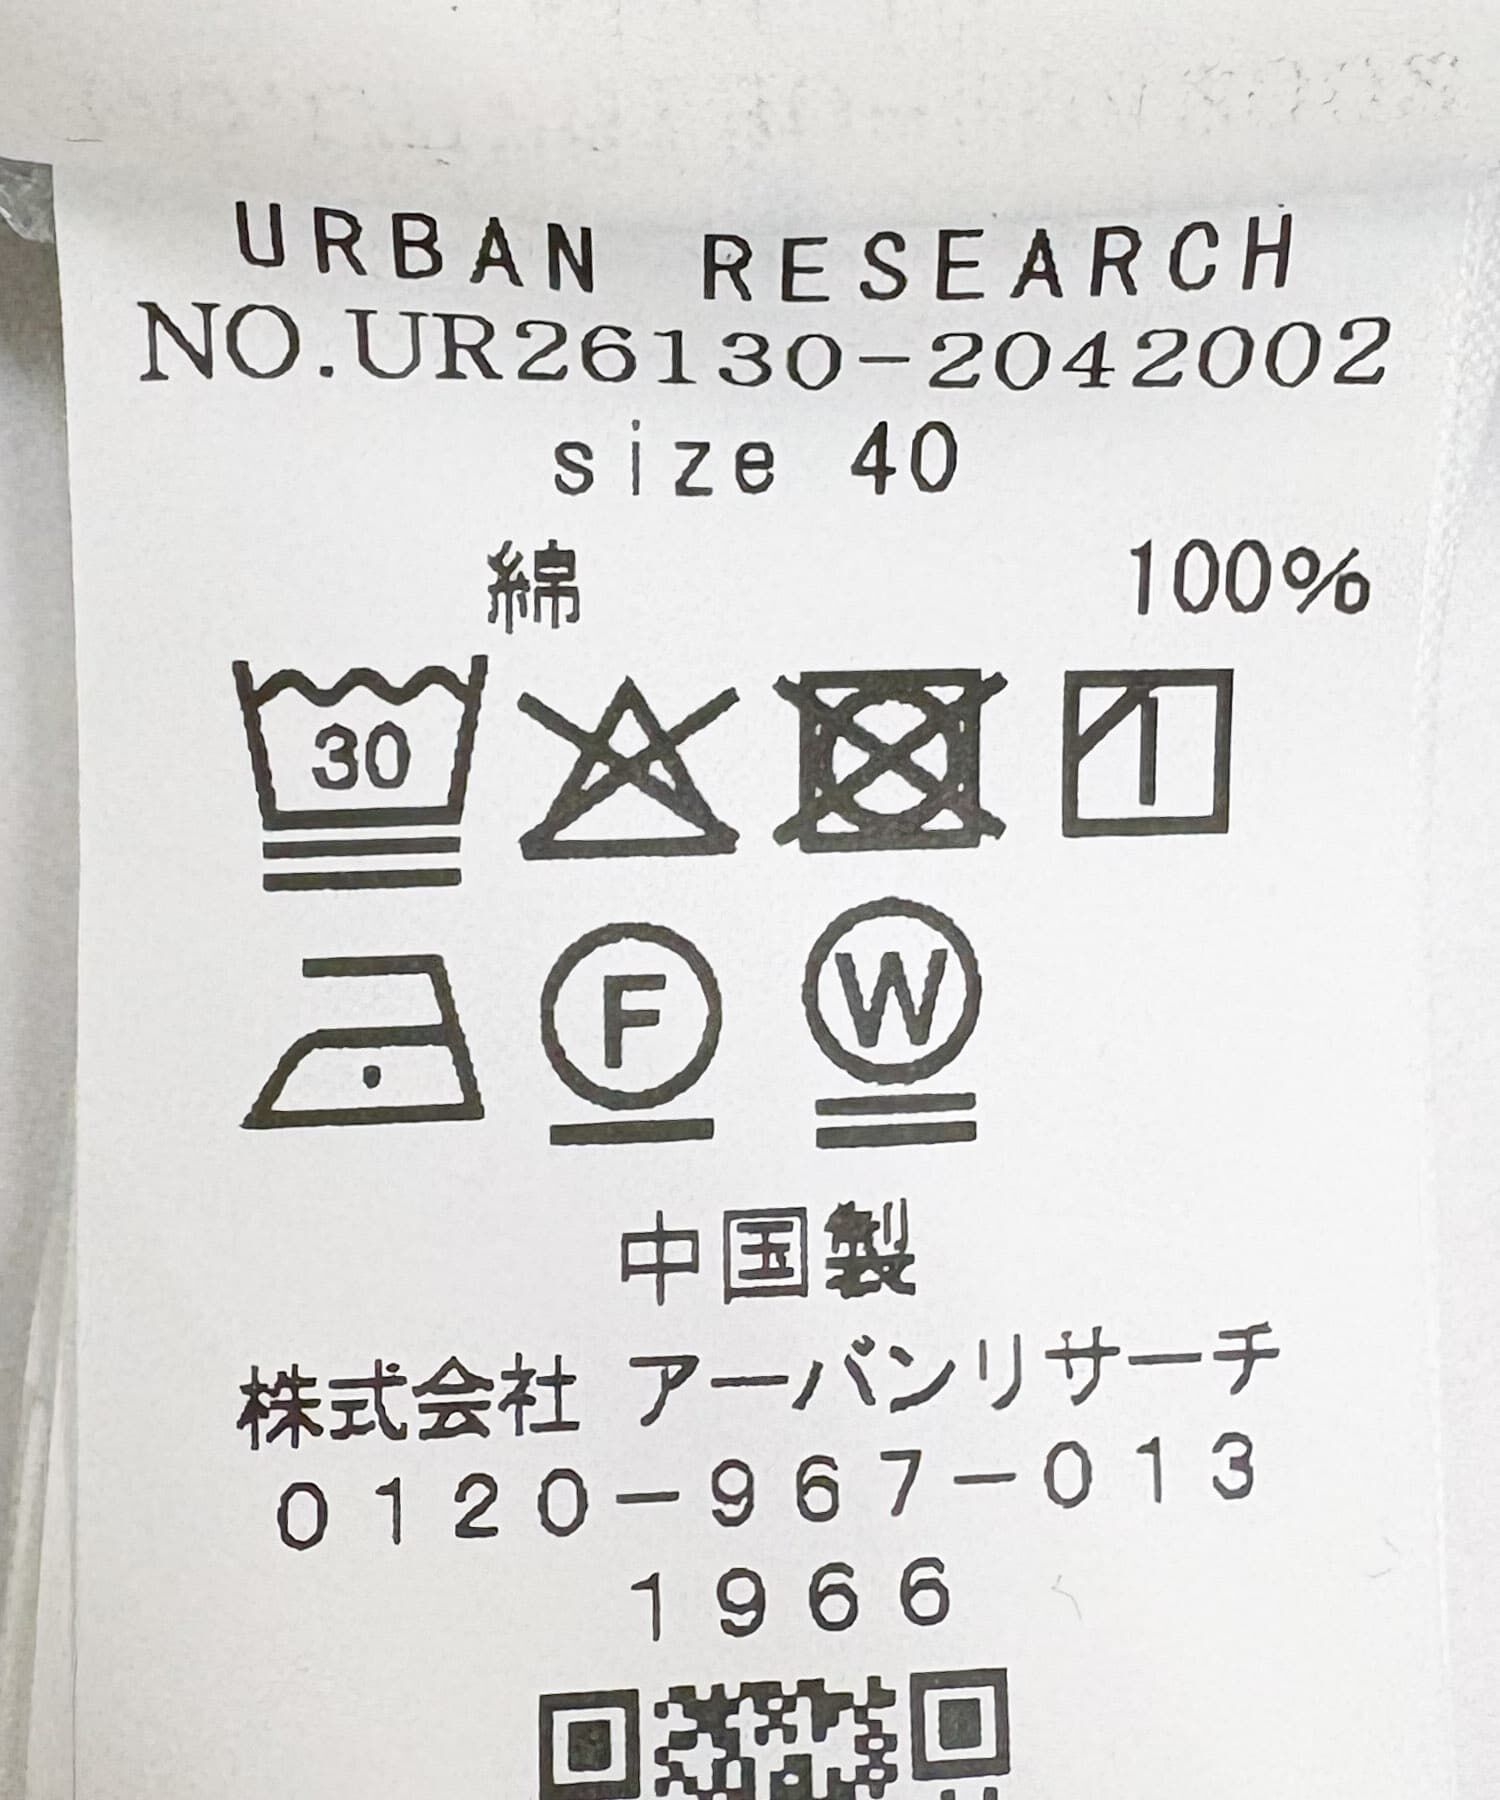 URBAN RESEARCH
NO.UR26130-2042002
size 40
綿 100%
30
F W
中国製
株式会社 アーバンリサーチ
0120-967-013
1966